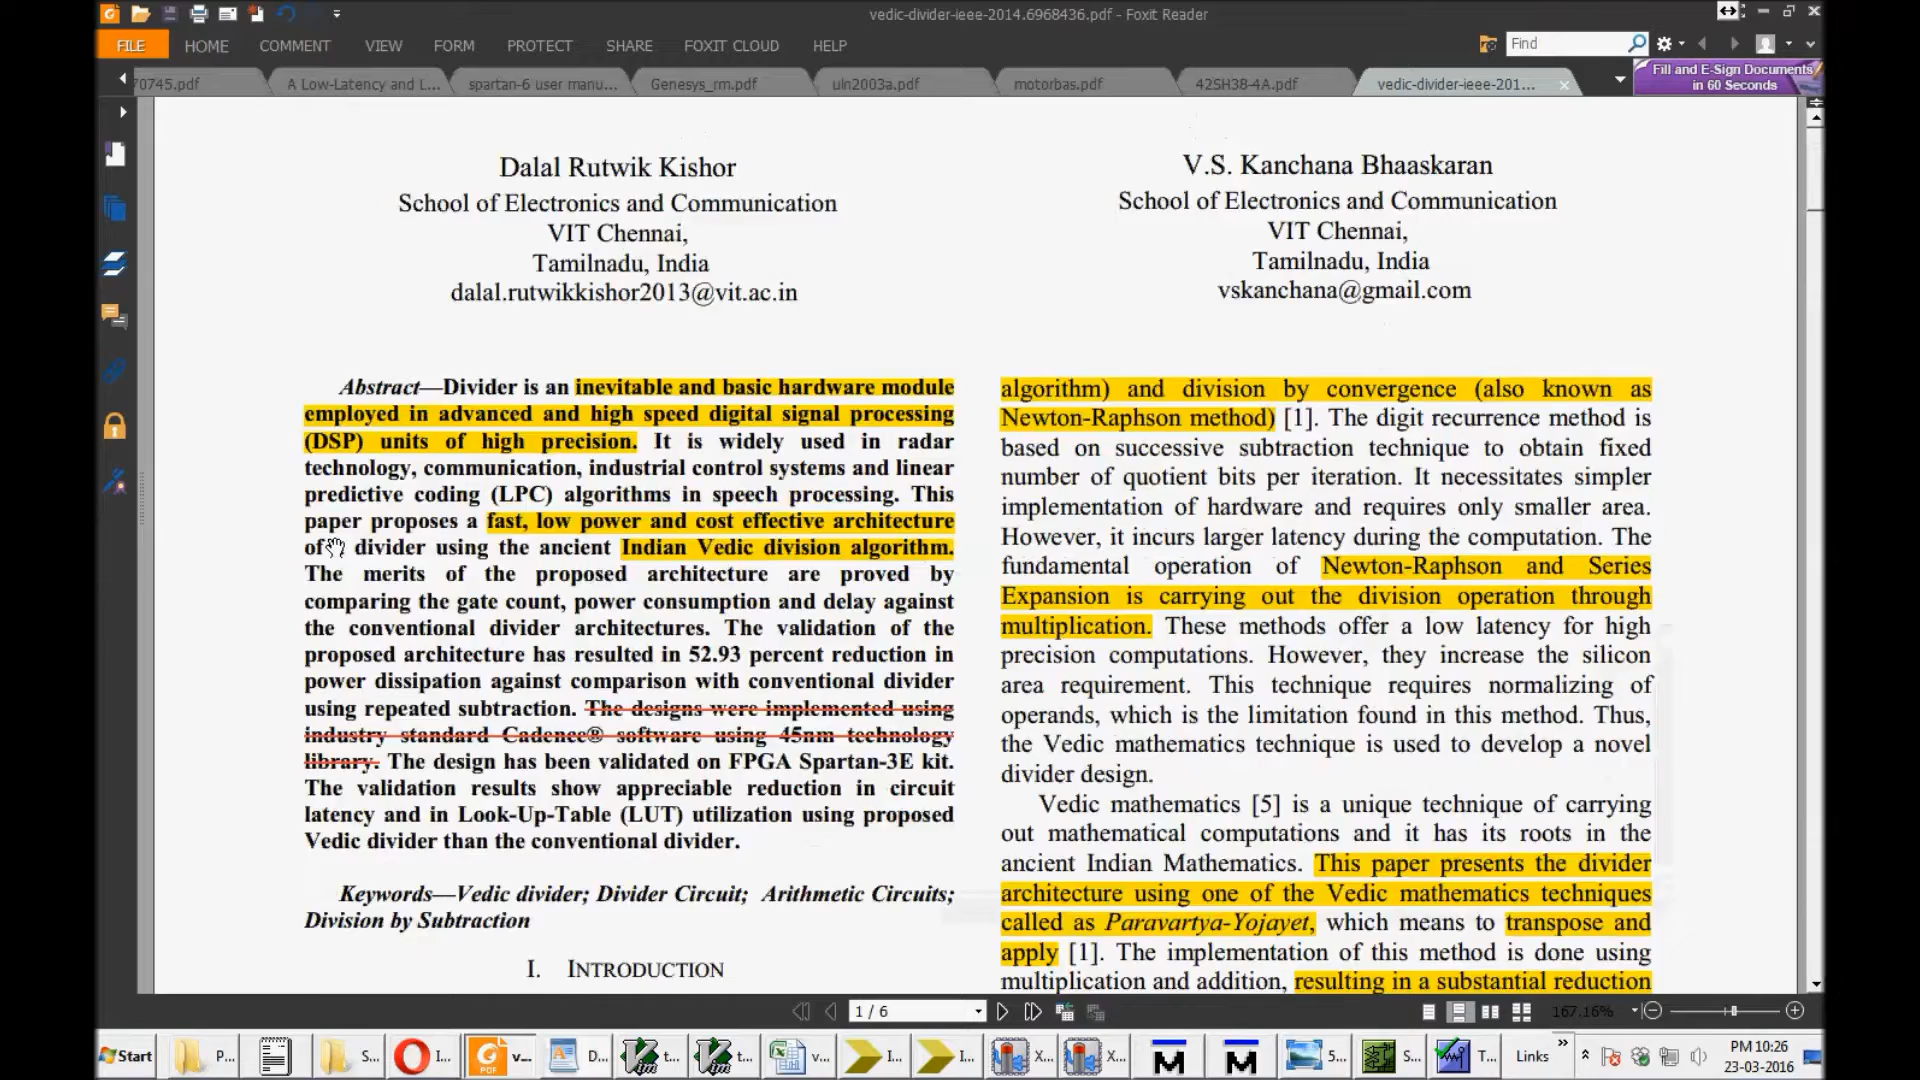 vedic-divider-ieee-2014.6968436.pdf - Foxit Reader
FILE HOME COMMENT VIEW FORM PROTECT SHARE FOXIT CLOUD HELP
Find
70745.pdf A Low-Latency and L... spartan-6 user manu... Genesys_rm.pdf uln2003a.pdf motorbas.pdf 42SH38-4A.pdf vedic-divider-ieee-201...
Fill and E-Sign Documents
in 60 Seconds
Dalal Rutwik Kishor
School of Electronics and Communication
VIT Chennai,
Tamilnadu, India
dalal.rutwikkishor2013@vit.ac.in
V.S. Kanchana Bhaaskaran
School of Electronics and Communication
VIT Chennai,
Tamilnadu, India
vskanchana@gmail.com
Abstract—Divider is an inevitable and basic hardware module
employed in advanced and high speed digital signal processing
(DSP) units of high precision. It is widely used in radar
technology, communication, industrial control systems and linear
predictive coding (LPC) algorithms in speech processing. This
paper proposes a fast, low power and cost effective architecture
of divider using the ancient Indian Vedic division algorithm.
The merits of the proposed architecture are proved by
comparing the gate count, power consumption and delay against
the conventional divider architectures. The validation of the
proposed architecture has resulted in 52.93 percent reduction in
power dissipation against comparison with conventional divider
using repeated subtraction. The designs were implemented using
industry standard Cadence® software using 45nm technology
library. The design has been validated on FPGA Spartan-3E kit.
The validation results show appreciable reduction in circuit
latency and in Look-Up-Table (LUT) utilization using proposed
Vedic divider than the conventional divider.
Keywords—Vedic divider; Divider Circuit; Arithmetic Circuits;
Division by Subtraction
I. INTRODUCTION
algorithm) and division by convergence (also known as
Newton-Raphson method) [1]. The digit recurrence method is
based on successive subtraction technique to obtain fixed
number of quotient bits per iteration. It necessitates simpler
implementation of hardware and requires only smaller area.
However, it incurs larger latency during the computation. The
fundamental operation of Newton-Raphson and Series
Expansion is carrying out the division operation through
multiplication. These methods offer a low latency for high
precision computations. However, they increase the silicon
area requirement. This technique requires normalizing of
operands, which is the limitation found in this method. Thus,
the Vedic mathematics technique is used to develop a novel
divider design.
Vedic mathematics [5] is a unique technique of carrying
out mathematical computations and it has its roots in the
ancient Indian Mathematics. This paper presents the divider
architecture using one of the Vedic mathematics techniques
called as Paravartya-Yojayet, which means to transpose and
apply [1]. The implementation of this method is done using
multiplication and addition, resulting in a substantial reduction
1 / 6
167.16%
Start P... S... I... v... D... t... t... v... I... I... X... X... 5... S... T... Links
PM 10:26
23-03-2016